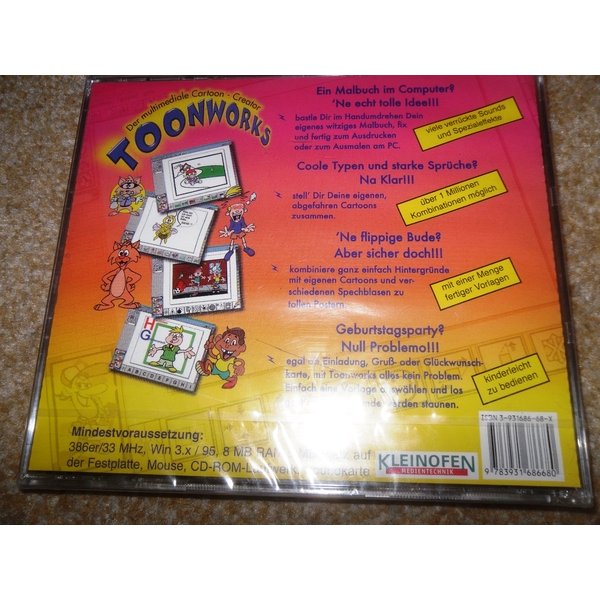 Der multimediale Cartoon - Creator
TOONWORKS
Ein Malbuch im Computer?
'Ne echt tolle Idee!!!
bastle Dir im Handumdrehen Dein
eigenes witziges Malbuch, fix
und fertig zum Ausdrucken
oder zum Ausmalen am PC.
viele verrückte Sounds
und Spezialeffekte
Coole Typen und starke Sprüche?
Na Klar!!!
stell' Dir Deine eigenen,
abgefahren Cartoons
zusammen.
über 1 Millionen
Kombinationen möglich
'Ne flippige Bude?
Aber sicher doch!!!
kombiniere ganz einfach Hintergründe
mit eigenen Cartoons und ver-
schiedenen Spechblasen zu
tollen Postern.
mit einer Menge
fertiger Vorlagen
Geburtstagsparty?
Null Problemo!!!
egal ob Einladung, Gruß- oder Glückwunsch-
karte, mit Toonworks alles kein Problem.
Einfach eine Vorlage auswählen und los
werden staunen.
kinderleicht
zu bedienen
H
G
A B C D E F G H I
Mindestvoraussetzung:
386er/33 MHz, Win 3.x / 95, 8 MB RAM, auf
der Festplatte, Mouse, CD-ROM-Laufwerk, Soundkarte
KLEINOFEN
MEDIENTECHNIK
ISBN 3-931686-68-X
9 783931 686680